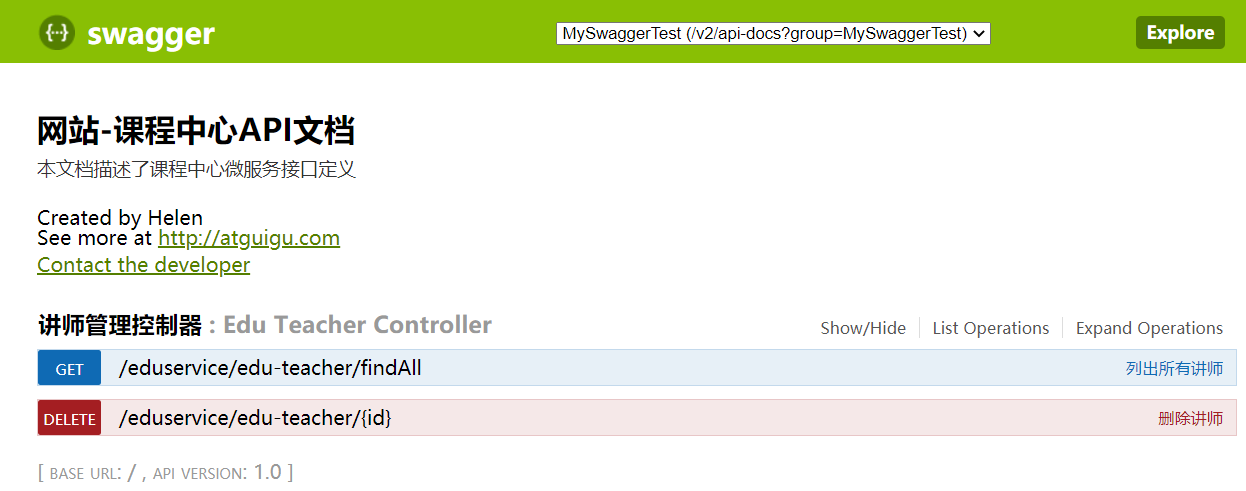 {···} swagger MySwaggerTest (/v2/api-docs?group=MySwaggerTest) Explore
网站-课程中心API文档
本文档描述了课程中心微服务接口定义
Created by Helen
See more at http://atguigu.com
Contact the developer
讲师管理控制器 : Edu Teacher Controller Show/Hide List Operations Expand Operations
GET /eduservice/edu-teacher/findAll 列出所有讲师
DELETE /eduservice/edu-teacher/{id} 删除讲师
[ BASE URL: / , API VERSION: 1.0 ]